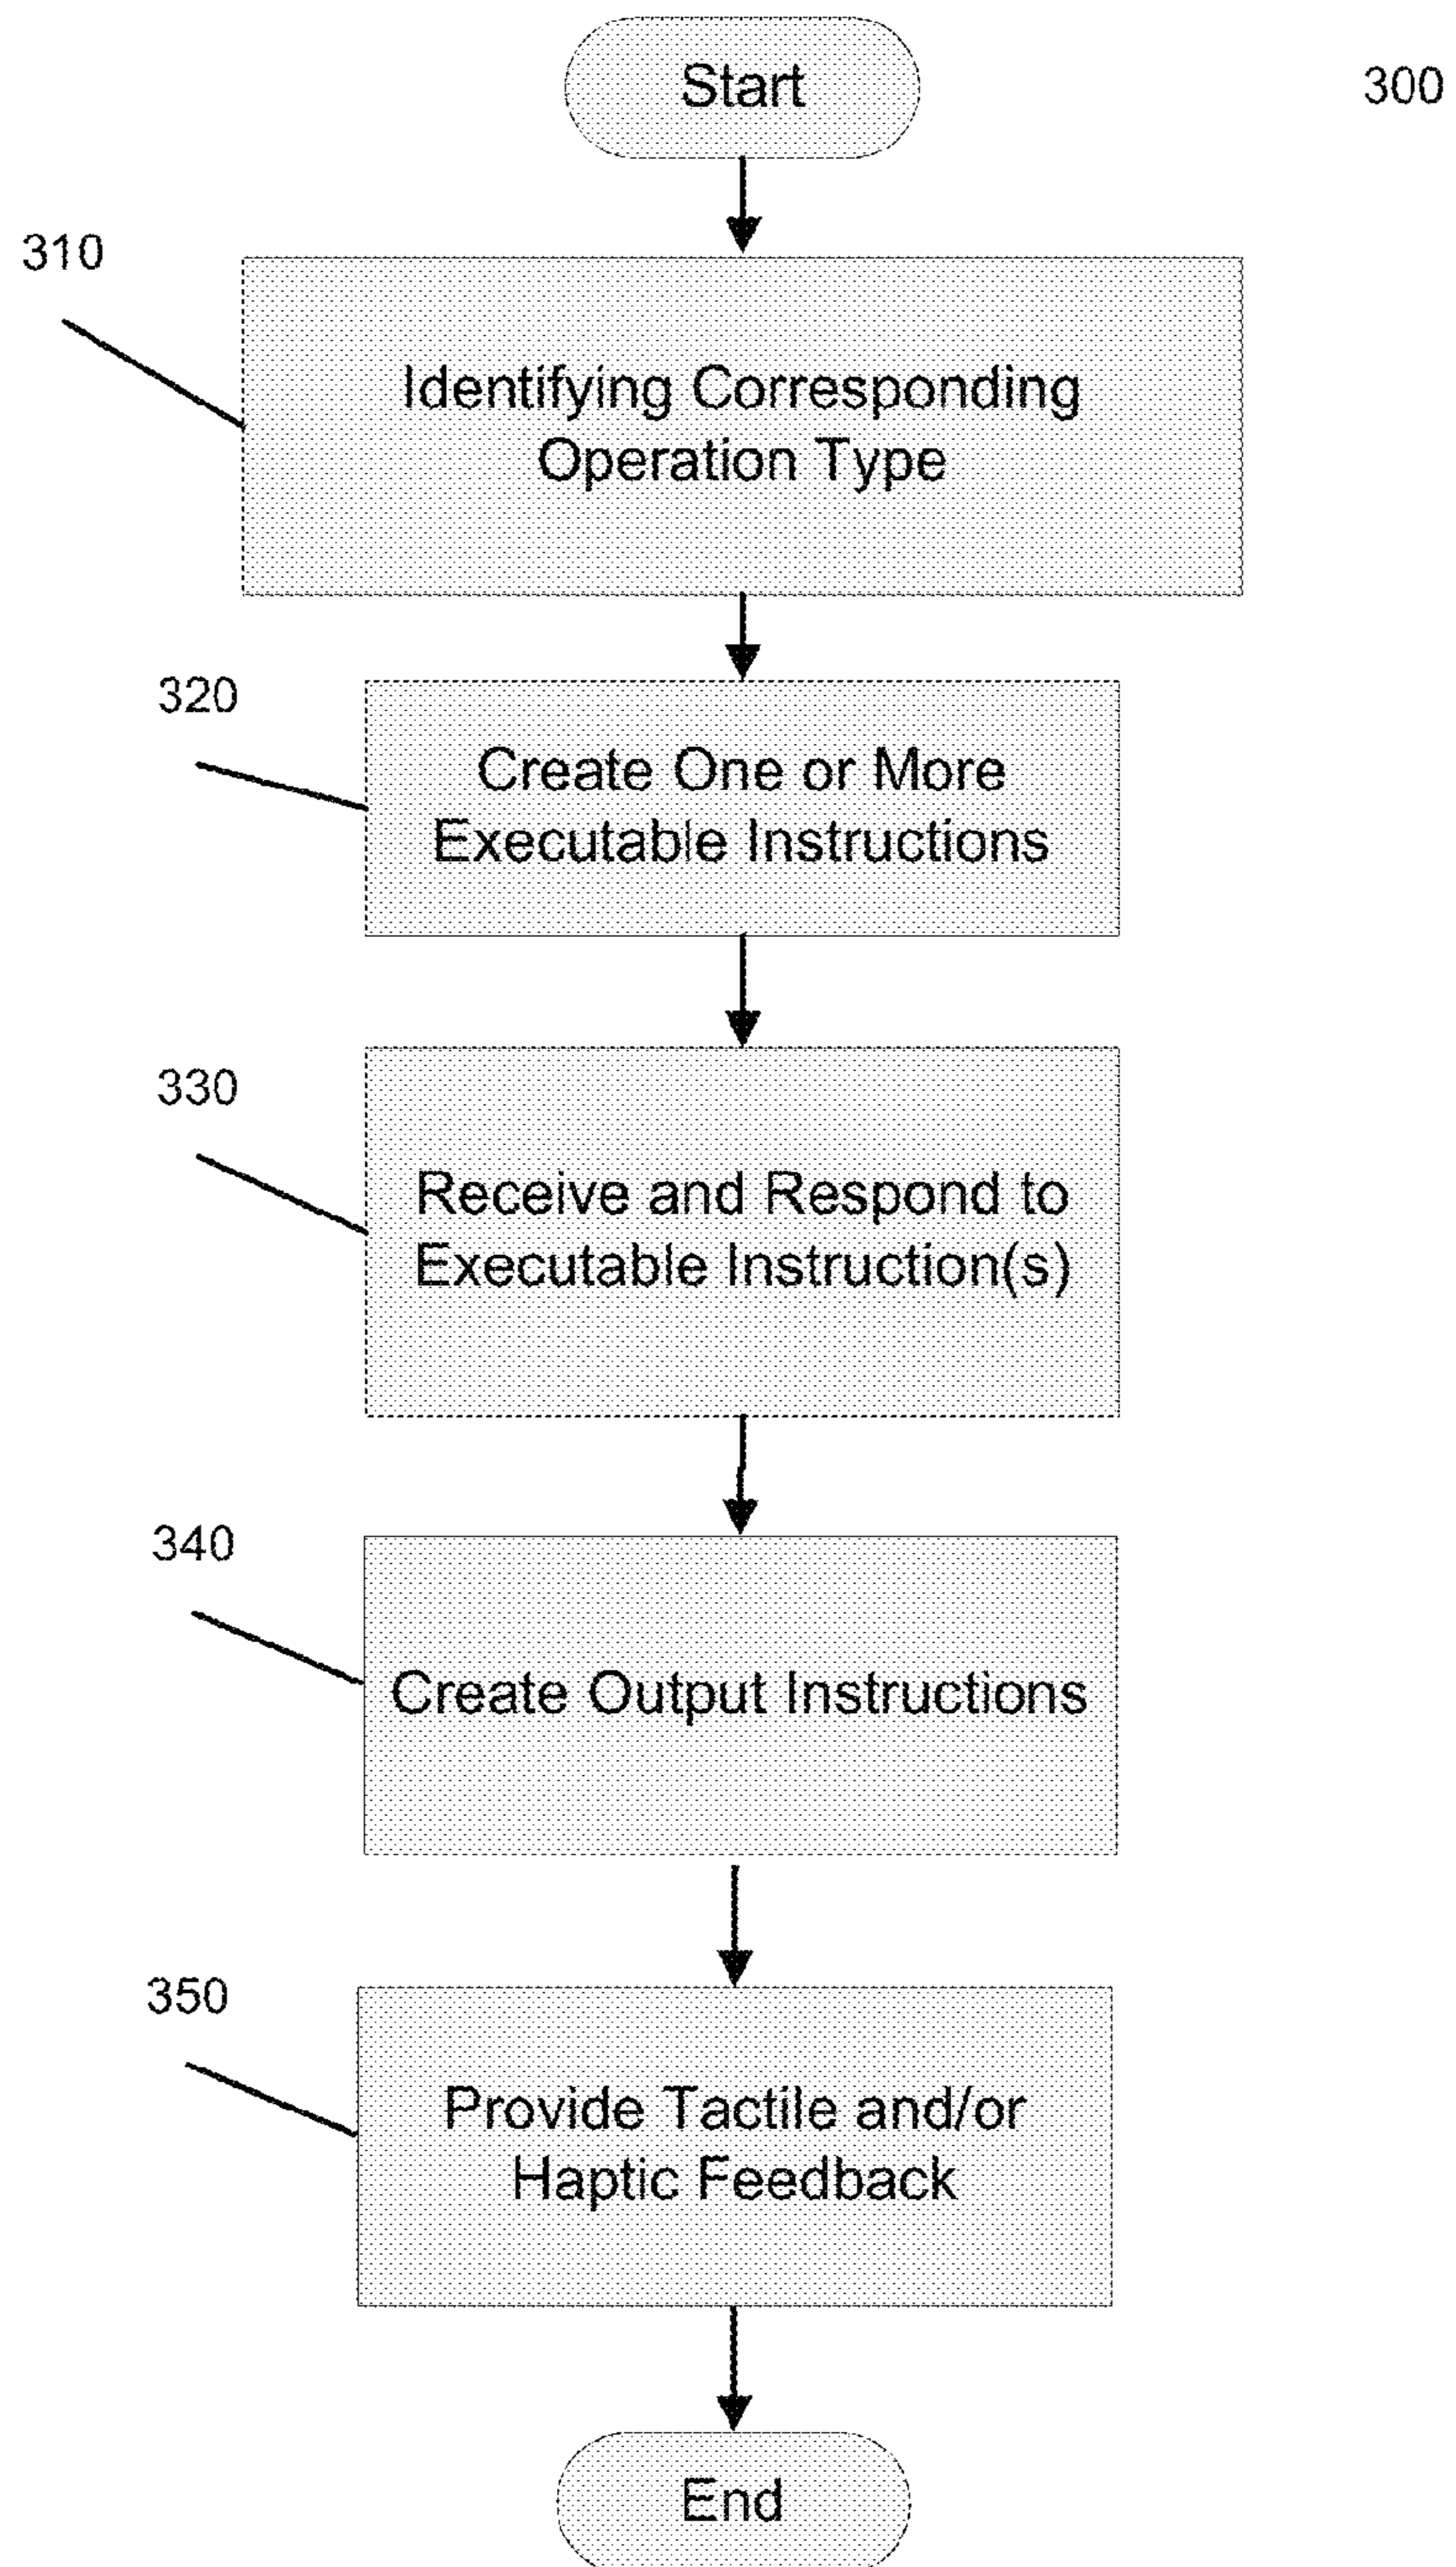 Start
300
310
Identifying Corresponding
Operation Type
320
Create One or More
Executable Instructions
330
Receive and Respond to
Executable Instruction(s)
340
Create Output Instructions
350
Provide Tactile and/or
Haptic Feedback
End